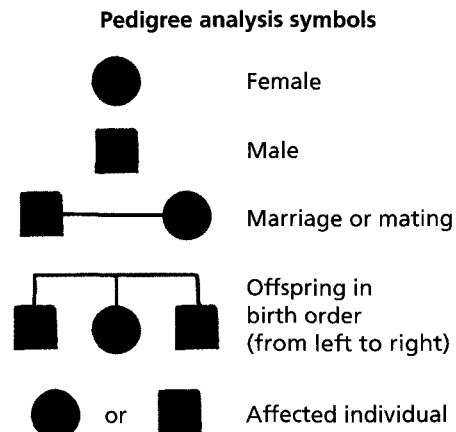 Pedigree analysis symbols
Female
Male
Marriage or mating
Offspring in
birth order
(from left to right)
or
Affected individual